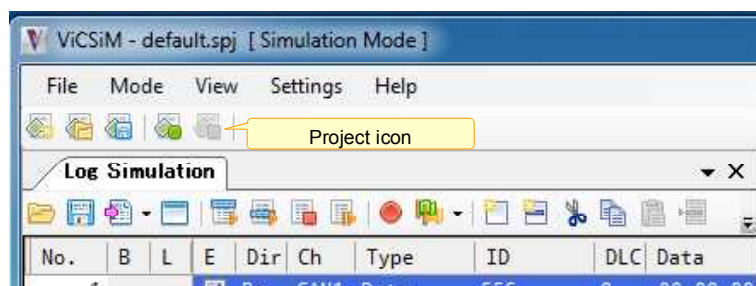 ViCSiM - default.spj [ Simulation Mode ]
File Mode View Settings Help
Project icon
Log Simulation
No. B L E Dir Ch Type ID DLC Data